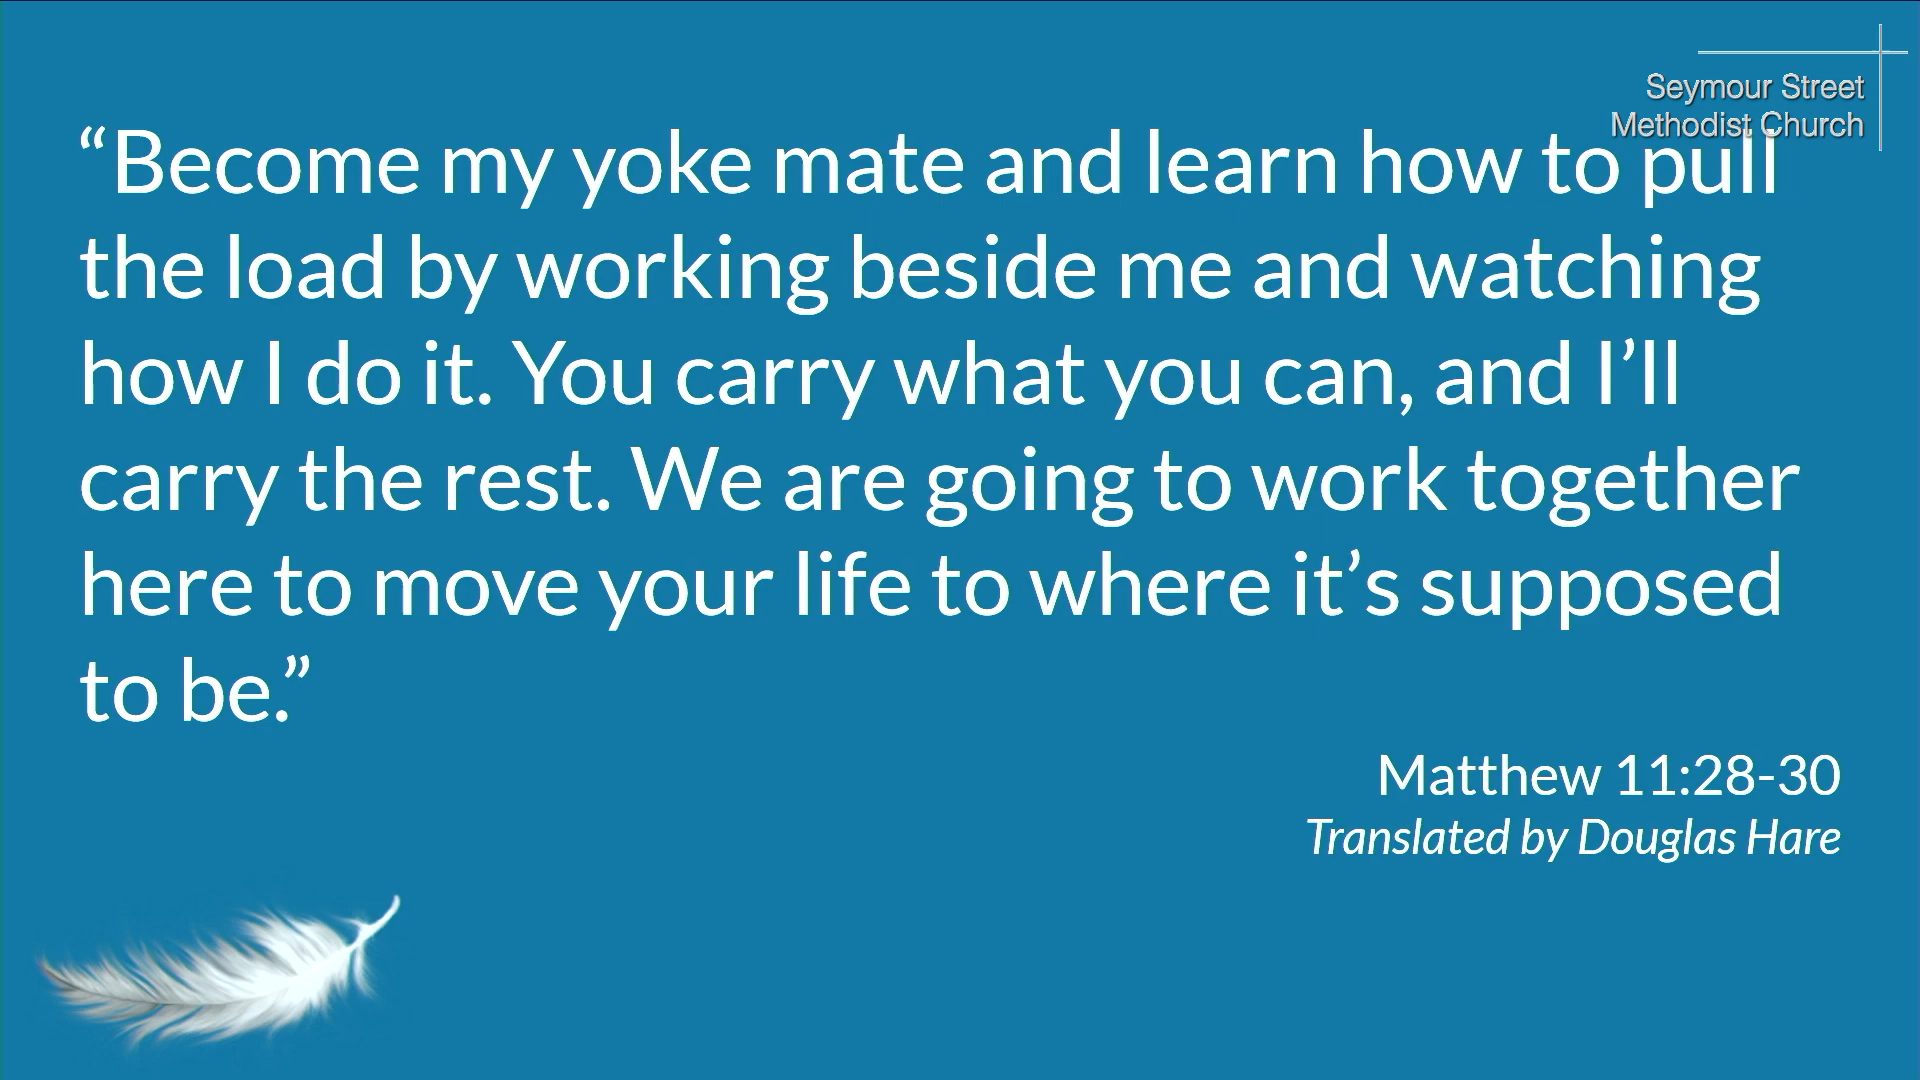 Seymour Street
Methodist Church
“Become my yoke mate and learn how to pull
the load by working beside me and watching
how I do it. You carry what you can, and I’ll
carry the rest. We are going to work together
here to move your life to where it’s supposed
to be.”
Matthew 11:28-30
Translated by Douglas Hare